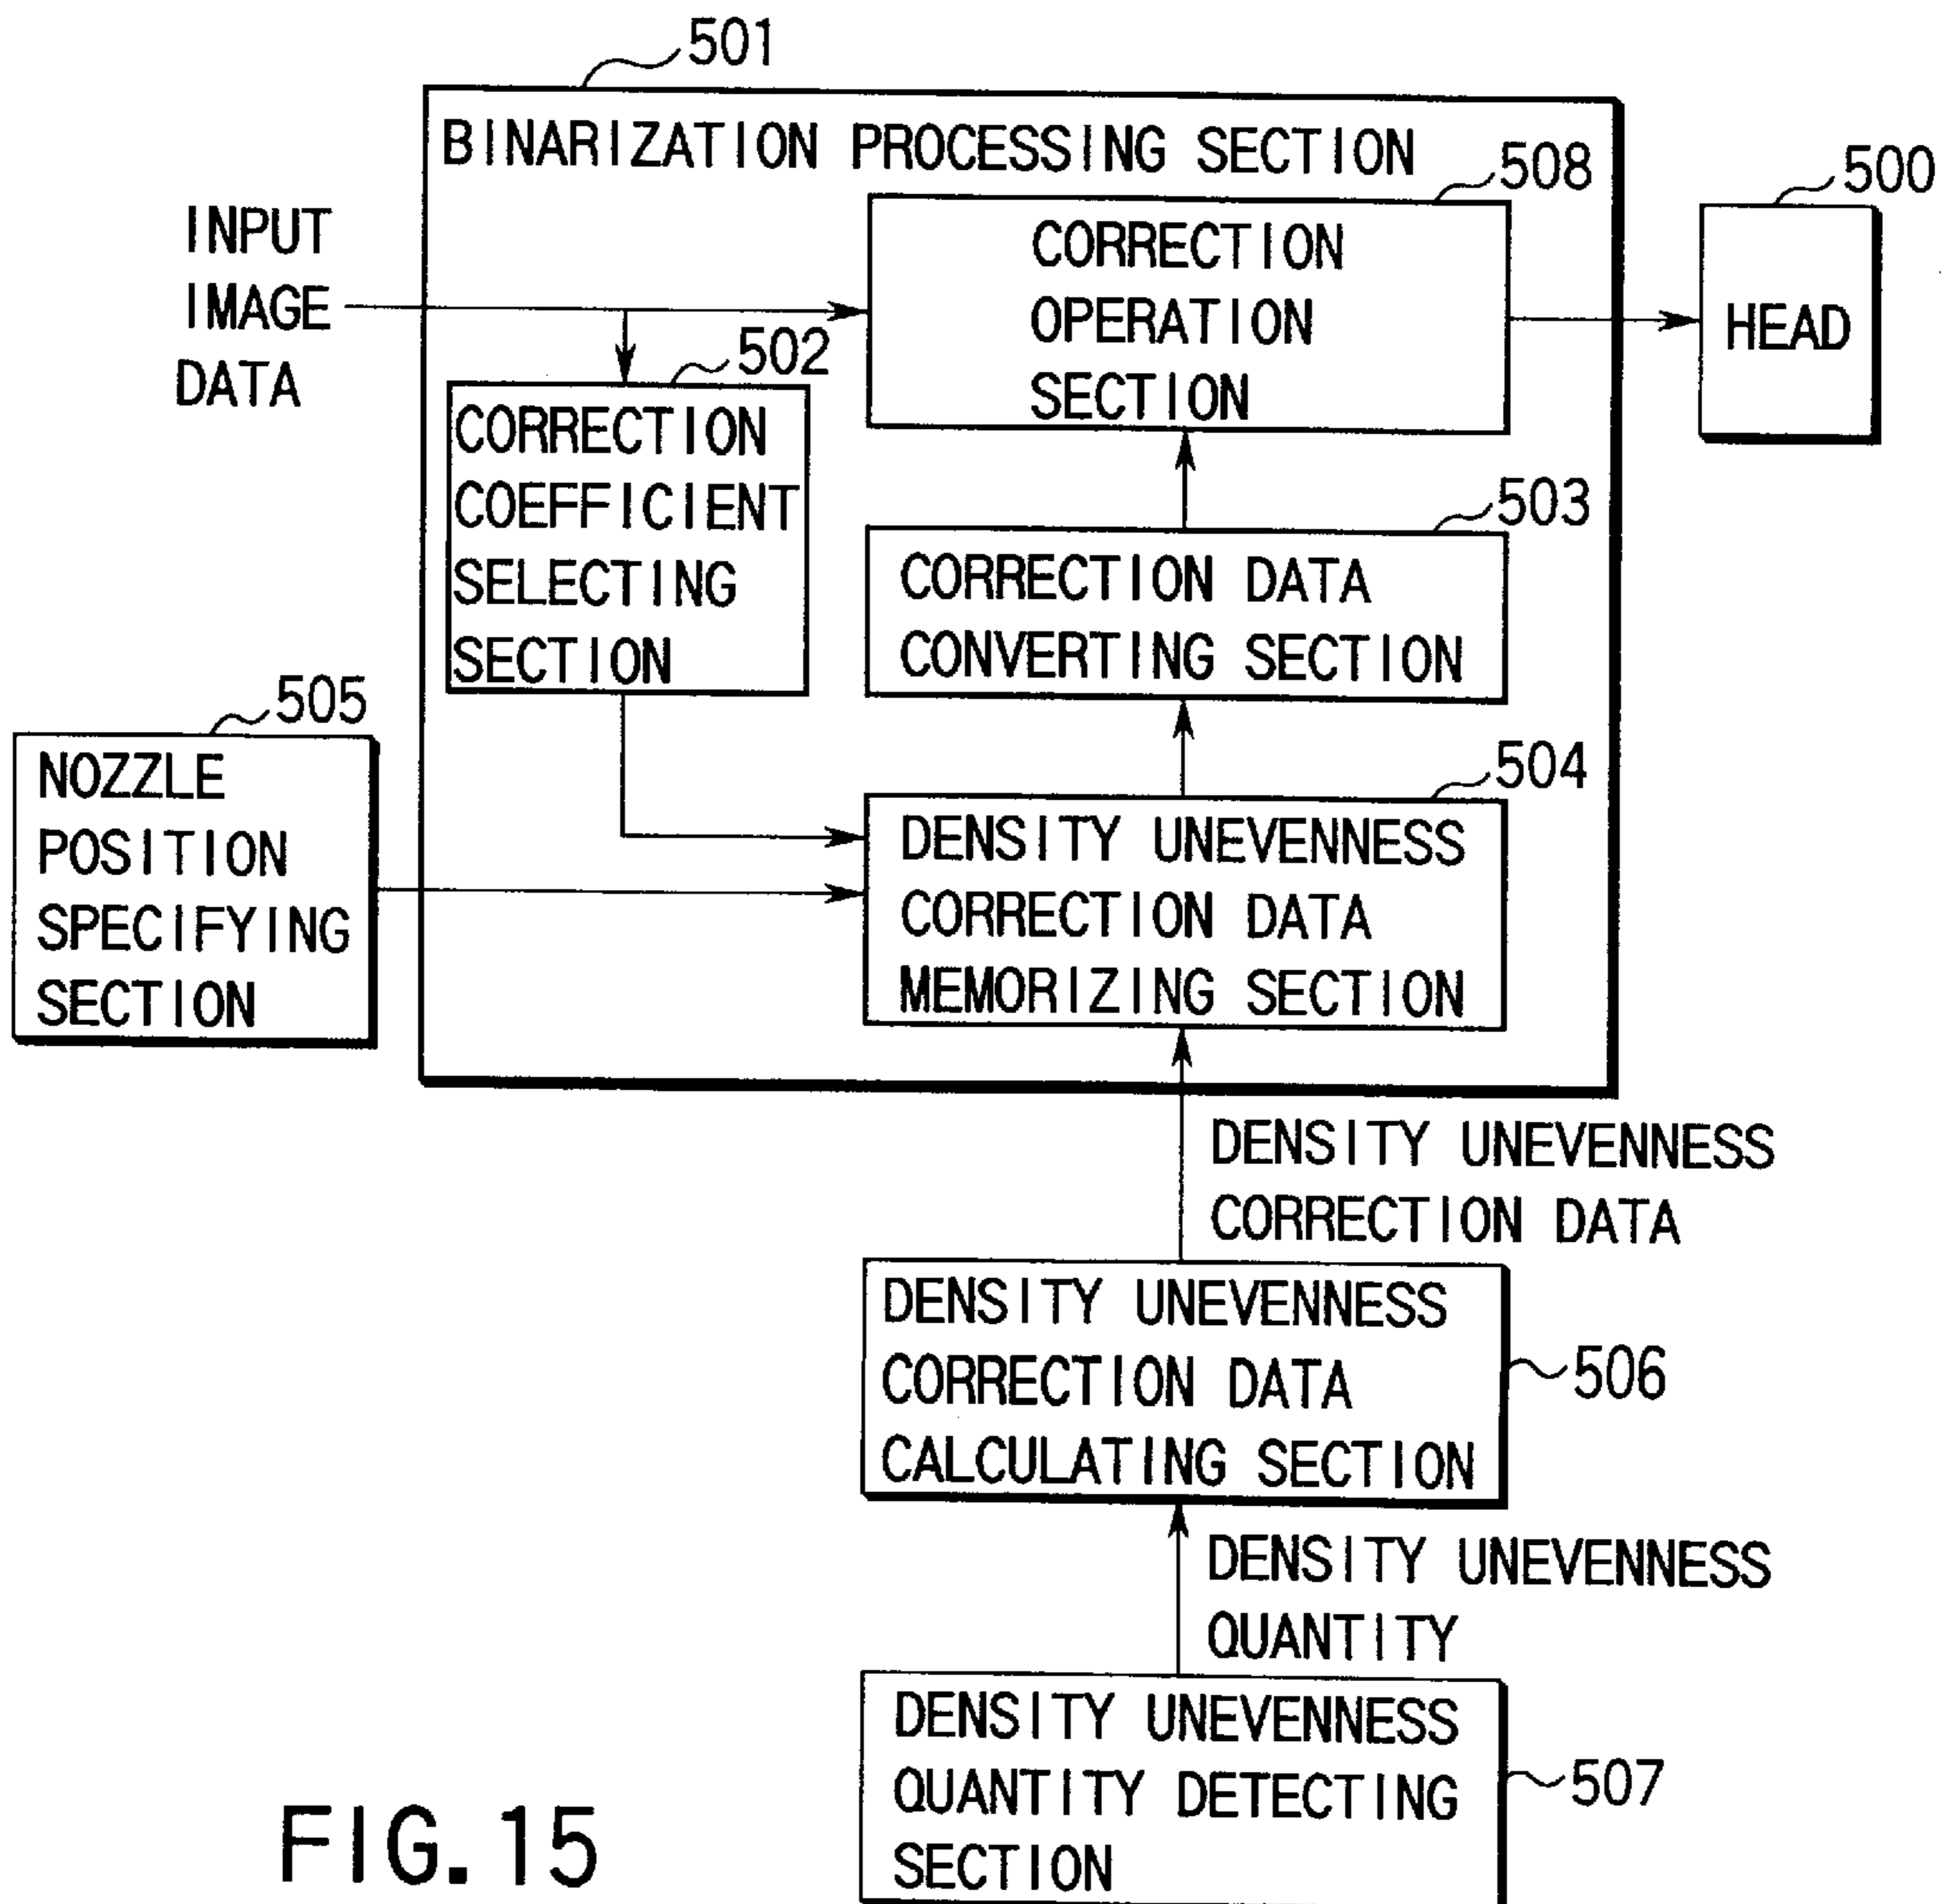 501
BINARIZATION PROCESSING SECTION
508
500
INPUT
IMAGE
DATA
CORRECTION
OPERATION
SECTION
HEAD
502
CORRECTION
COEFFICIENT
SELECTING
SECTION
503
CORRECTION DATA
CONVERTING SECTION
505
NOZZLE
POSITION
SPECIFYING
SECTION
504
DENSITY UNEVENNESS
CORRECTION DATA
MEMORIZING SECTION
DENSITY UNEVENNESS
CORRECTION DATA
DENSITY UNEVENNESS
CORRECTION DATA
CALCULATING SECTION
506
DENSITY UNEVENNESS
QUANTITY
DENSITY UNEVENNESS
QUANTITY DETECTING
SECTION
507
FIG. 15